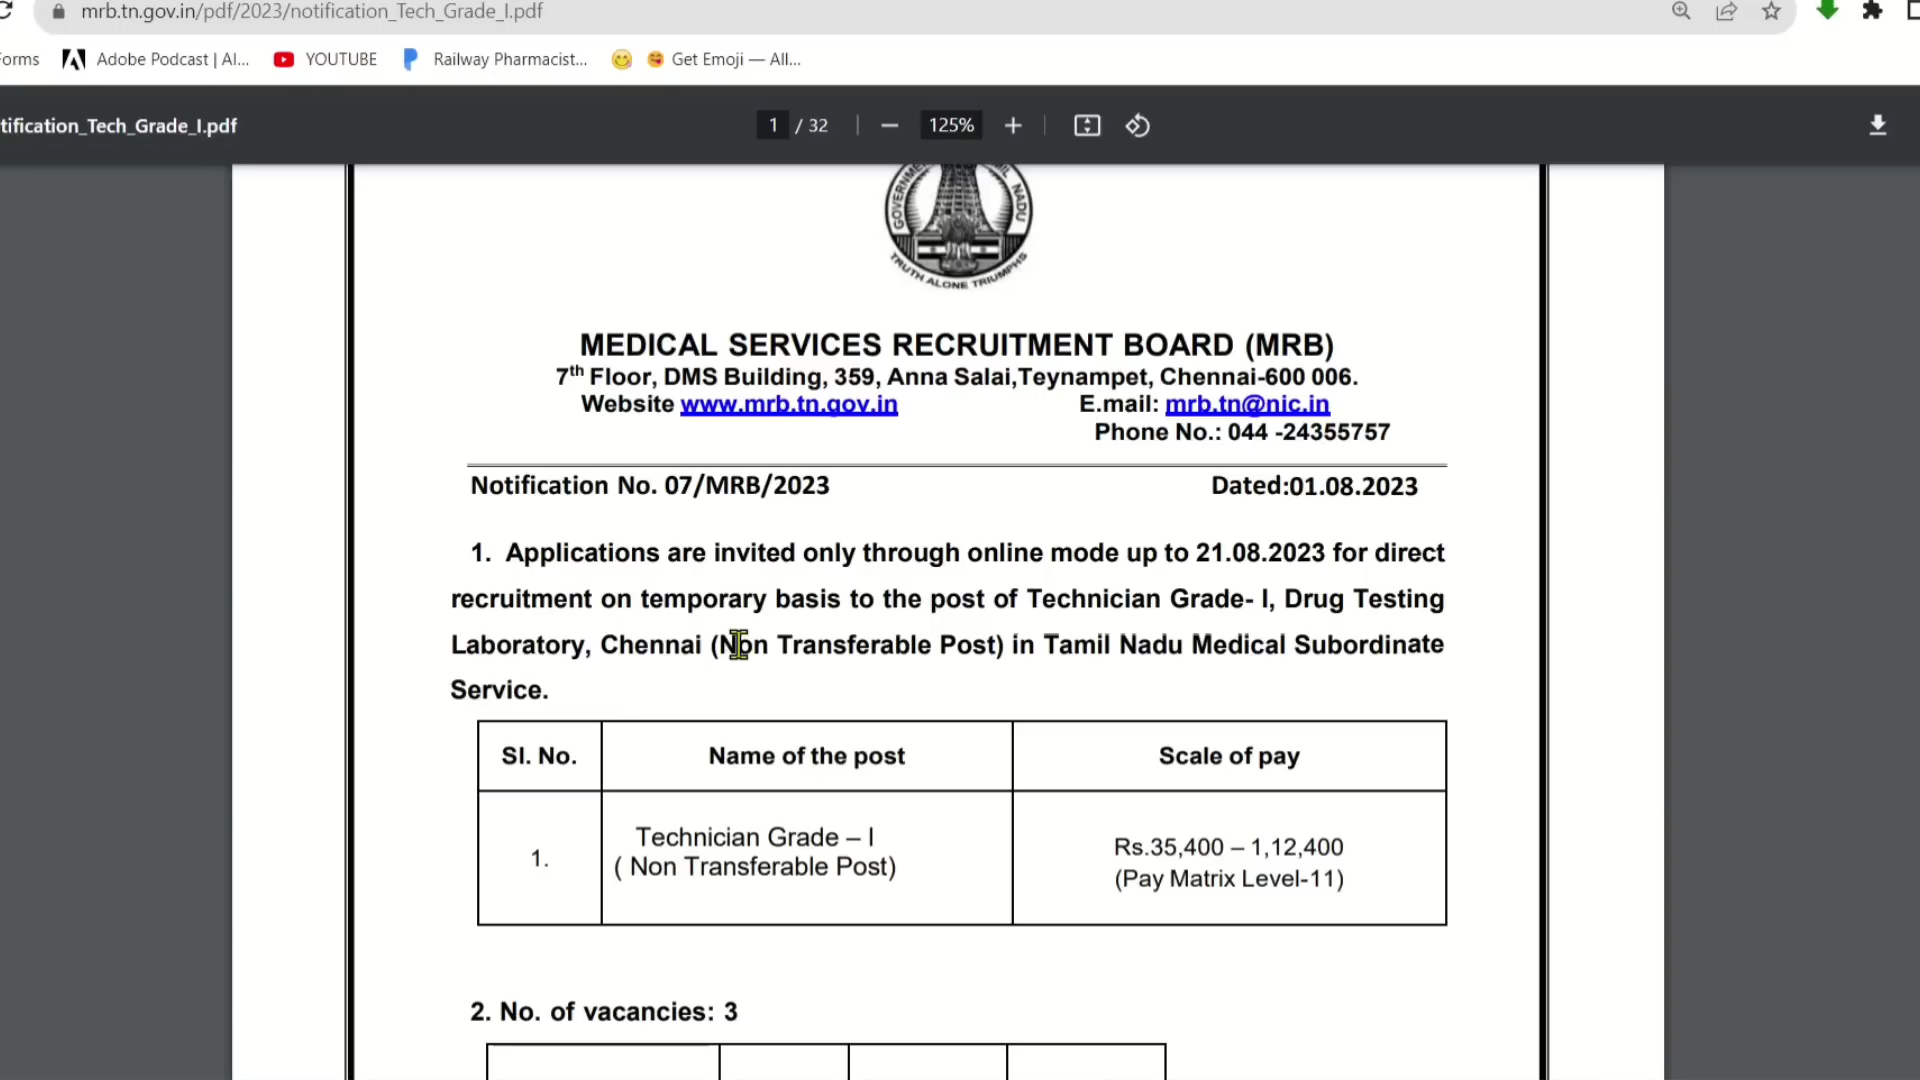 mrb.tn.gov.in/pdf/2023/notification_Tech_Grade_I.pdf
orms Adobe Podcast | AI... YOUTUBE Railway Pharmacist... Get Emoji — All...
tification_Tech_Grade_I.pdf 1 / 32 125%
GOVERNMENT TAMIL NADU
TRUTH ALONE TRIUMPHS
MEDICAL SERVICES RECRUITMENT BOARD (MRB)
7th Floor, DMS Building, 359, Anna Salai,Teynampet, Chennai-600 006.
Website www.mrb.tn.gov.in E.mail: mrb.tn@nic.in
Phone No.: 044 -24355757
Notification No. 07/MRB/2023 Dated:01.08.2023
1. Applications are invited only through online mode up to 21.08.2023 for direct
recruitment on temporary basis to the post of Technician Grade- I, Drug Testing
Laboratory, Chennai (Non Transferable Post) in Tamil Nadu Medical Subordinate
Service.
SI. No. Name of the post Scale of pay
1. Technician Grade – I
( Non Transferable Post) Rs.35,400 – 1,12,400
(Pay Matrix Level-11)
2. No. of vacancies: 3